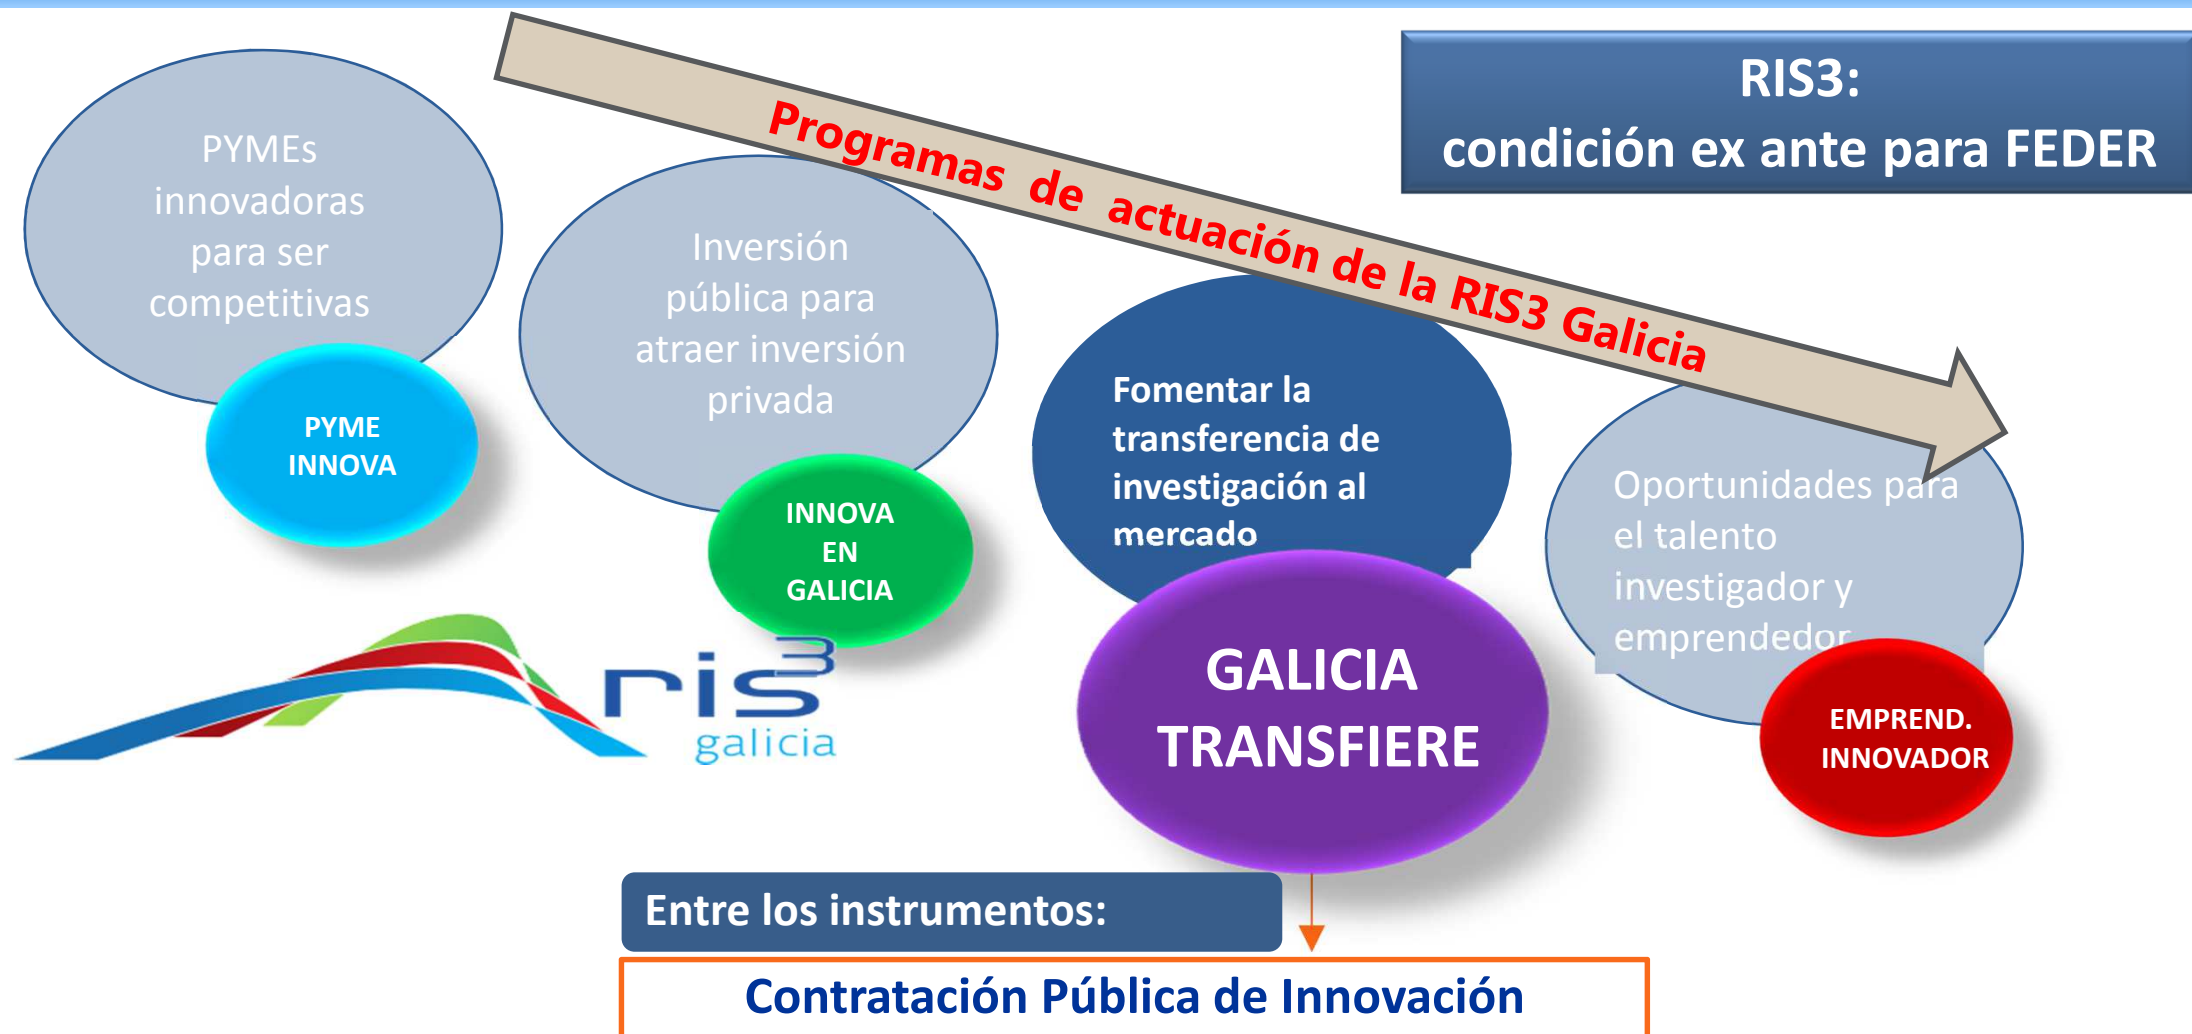 RIS3:
condición ex ante para FEDER
Programas de actuación de la RIS3 Galicia
PYMEs
innovadoras
para ser
competitivas
PYME
INNOVA
Inversión
pública para
atraer inversión
privada
INNOVA
EN
GALICIA
Fomentar la
transferencia de
investigación al
mercado
GALICIA
TRANSFIERE
Oportunidades para
el talento
investigador y
emprendedor
EMPREND.
INNOVADOR
ris3
galicia
Entre los instrumentos:
Contratación Pública de Innovación